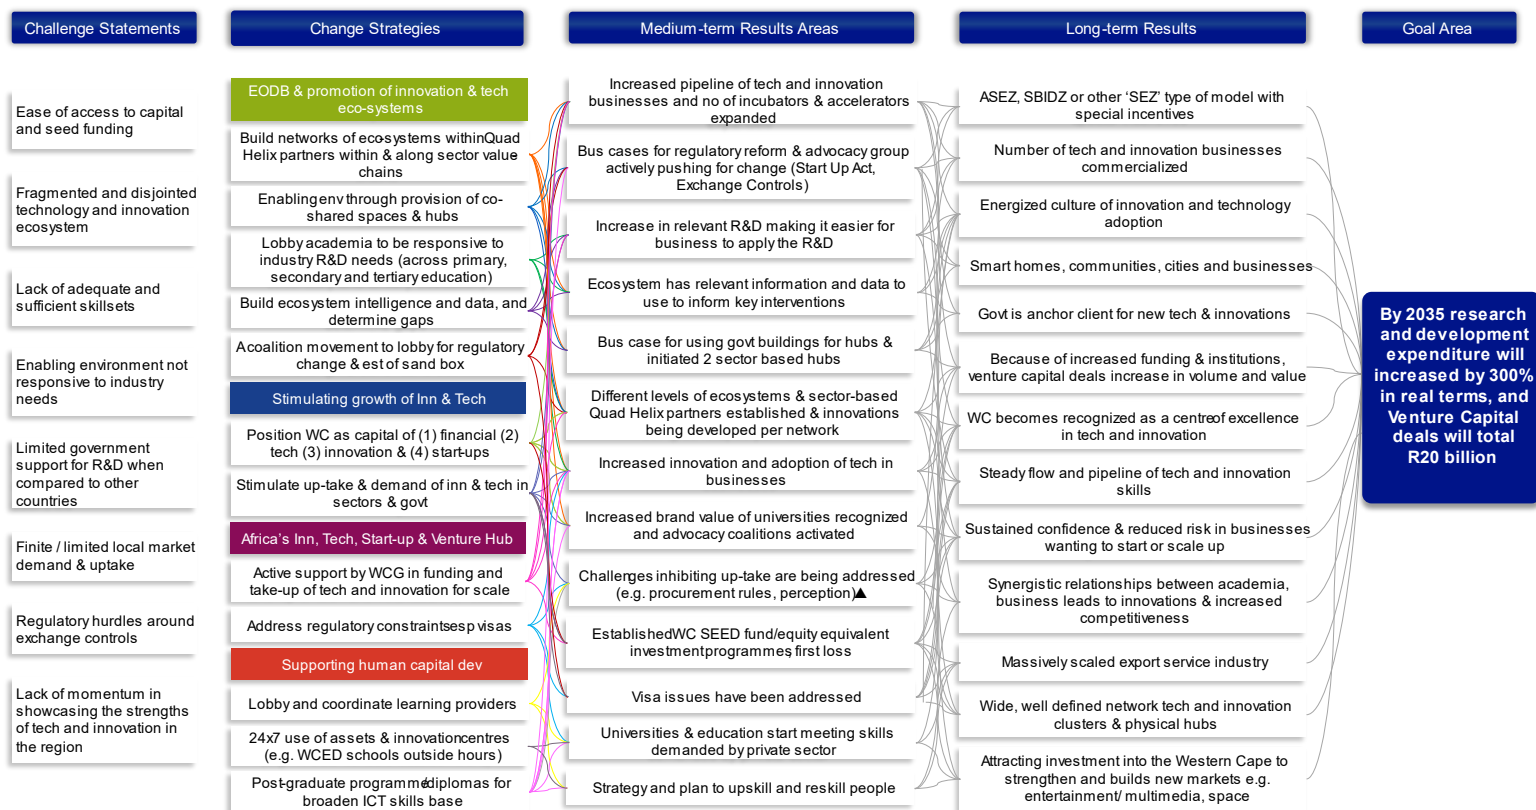 Challenge Statements
Change Strategies
Medium-term Results Areas
Long-term Results
Goal Area
Ease of access to capital
and seed funding
Fragmented and disjointed
technology and innovation
ecosystem
Lack of adequate and
sufficient skillsets
Enabling environment not
responsive to industry
needs
Limited government
support for R&D when
compared to other
countries
Finite / limited local market
demand & uptake
Regulatory hurdles around
exchange controls
Lack of momentum in
showcasing the strengths
of tech and innovation in
the region
EODB & promotion of innovation & tech
eco-systems
Build networks of eco-systems within Quad
Helix partners within & along sector value
chains
Enabling env through provision of co-
shared spaces & hubs
Lobby academia to be responsive to
industry R&D needs (across primary,
secondary and tertiary education)
Build ecosystem intelligence and data, and
determine gaps
A coalition movement to lobby for regulatory
change & est of sand box
Stimulating growth of Inn & Tech
Position WC as capital of (1) financial (2)
tech (3) innovation & (4) start-ups
Stimulate up-take & demand of inn & tech in
sectors & govt
Africa's Inn, Tech, Start-up & Venture Hub
Active support by WCG in funding and
take-up of tech and innovation for scale
Address regulatory constraints esp visas
Supporting human capital dev
Lobby and coordinate learning providers
24x7 use of assets & innovation centres
(e.g. WCED schools outside hours)
Post-graduate programme/diplomas for
broaden ICT skills base
Increased pipeline of tech and innovation
businesses and no of incubators & accelerators
expanded
Bus cases for regulatory reform & advocacy group
actively pushing for change (Start Up Act,
Exchange Controls)
Increase in relevant R&D making it easier for
business to apply the R&D
Ecosystem has relevant information and data to
use to inform key interventions
Bus case for using govt buildings for hubs &
initiated 2 sector based hubs
Different levels of ecosystems & sector-based
Quad Helix partners established & innovations
being developed per network
Increased innovation and adoption of tech in
businesses
Increased brand value of universities recognized
and advocacy coalitions activated
Challenges inhibiting up-take are being addressed
(e.g. procurement rules, perception)▲
Established WC SEED fund/equity equivalent
investment programmes, first loss
Visa issues have been addressed
Universities & education start meeting skills
demanded by private sector
Strategy and plan to upskill and reskill people
ASEZ, SBIDZ or other ‘SEZ’ type of model with
special incentives
Number of tech and innovation businesses
commercialized
Energized culture of innovation and technology
adoption
Smart homes, communities, cities and businesses
Govt is anchor client for new tech & innovations
Because of increased funding & institutions,
venture capital deals increase in volume and value
WC becomes recognized as a centre of excellence
in tech and innovation
Steady flow and pipeline of tech and innovation
skills
Sustained confidence & reduced risk in businesses
wanting to start or scale up
Synergistic relationships between academia,
business leads to innovations & increased
competitiveness
Massively scaled export service industry
Wide, well defined network tech and innovation
clusters & physical hubs
Attracting investment into the Western Cape to
strengthen and builds new markets e.g.
entertainment/ multimedia, space
By 2035 research
and development
expenditure will
increased by 300%
in real terms, and
Venture Capital
deals will total
R20 billion